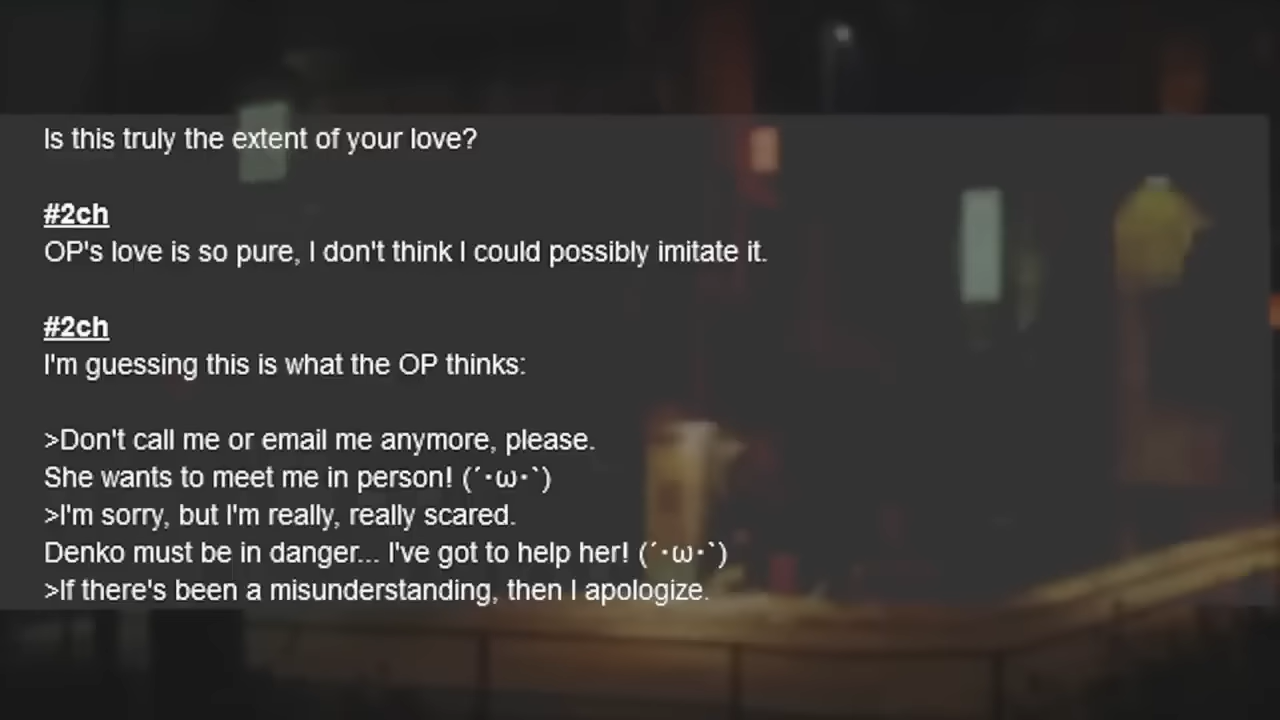 Is this truly the extent of your love?
#2ch
OP's love is so pure, I don't think I could possibly imitate it.
#2ch
I'm guessing this is what the OP thinks:
>Don't call me or email me anymore, please.
She wants to meet me in person! (´･ω･`)
>I'm sorry, but I'm really, really scared.
Denko must be in danger... I've got to help her! (´･ω･`)
>If there's been a misunderstanding, then I apologize.